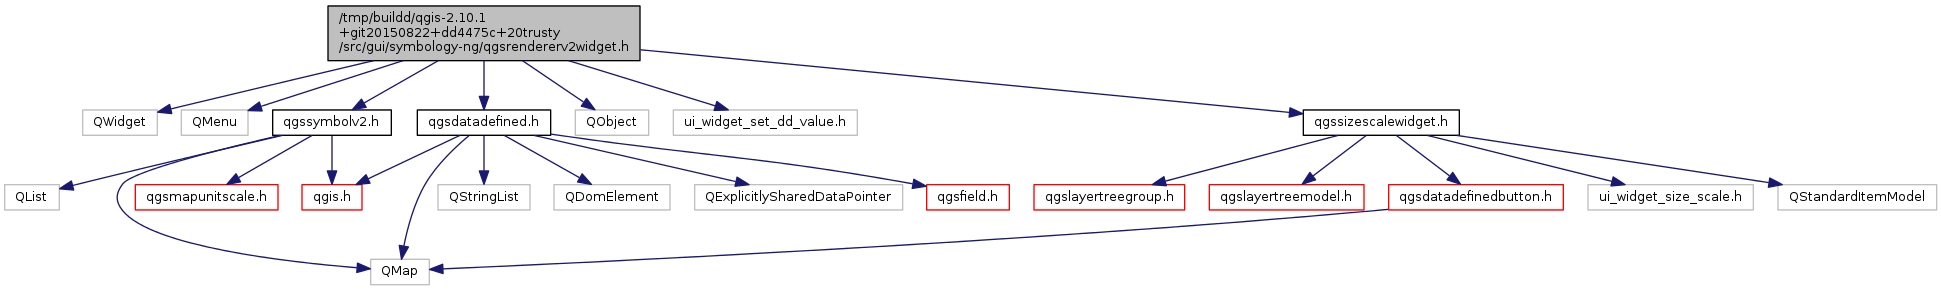 /tmp/buildd/qgis-2.10.1
+git20150822+dd4475c+20trusty
/src/gui/symbology-ng/qgsrendererv2widget.h
QWidget
QMenu
qgssymbolv2.h
qgsdatadefined.h
QObject
ui_widget_set_dd_value.h
qgssizescalewidget.h
QList
qgsmapunitscale.h
qgis.h
QStringList
QDomElement
QExplicitlySharedDataPointer
qgsfield.h
qgslayertreegroup.h
qgslayertreemodel.h
qgsdatadefinedbutton.h
ui_widget_size_scale.h
QStandardItemModel
QMap